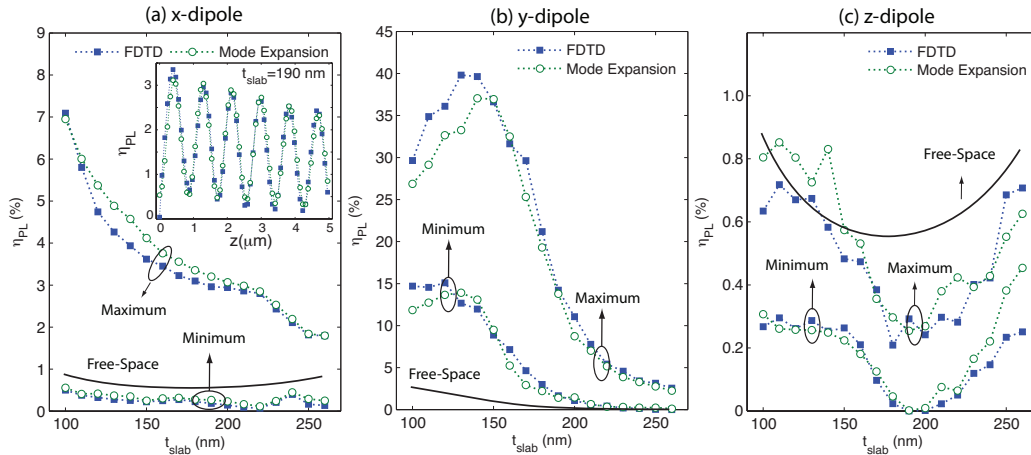 (a) x-dipole
FDTD
Mode Expansion
9
8
7
6
5
4
3
2
1
0
η_PL (%)
t_slab=190 nm
3
2
1
0
η_PL
0 1 2 3 4 5
z(μm)
Maximum
Minimum
Free-Space
100 150 200 250
t_slab (nm)
(b) y-dipole
FDTD
Mode Expansion
45
40
35
30
25
20
15
10
5
0
η_PL (%)
Minimum
Maximum
Free-Space
100 150 200 250
t_slab (nm)
(c) z-dipole
FDTD
Mode Expansion
1.0
0.8
0.6
0.4
0.2
0
η_PL (%)
Free-Space
Minimum
Maximum
100 150 200 250
t_slab (nm)